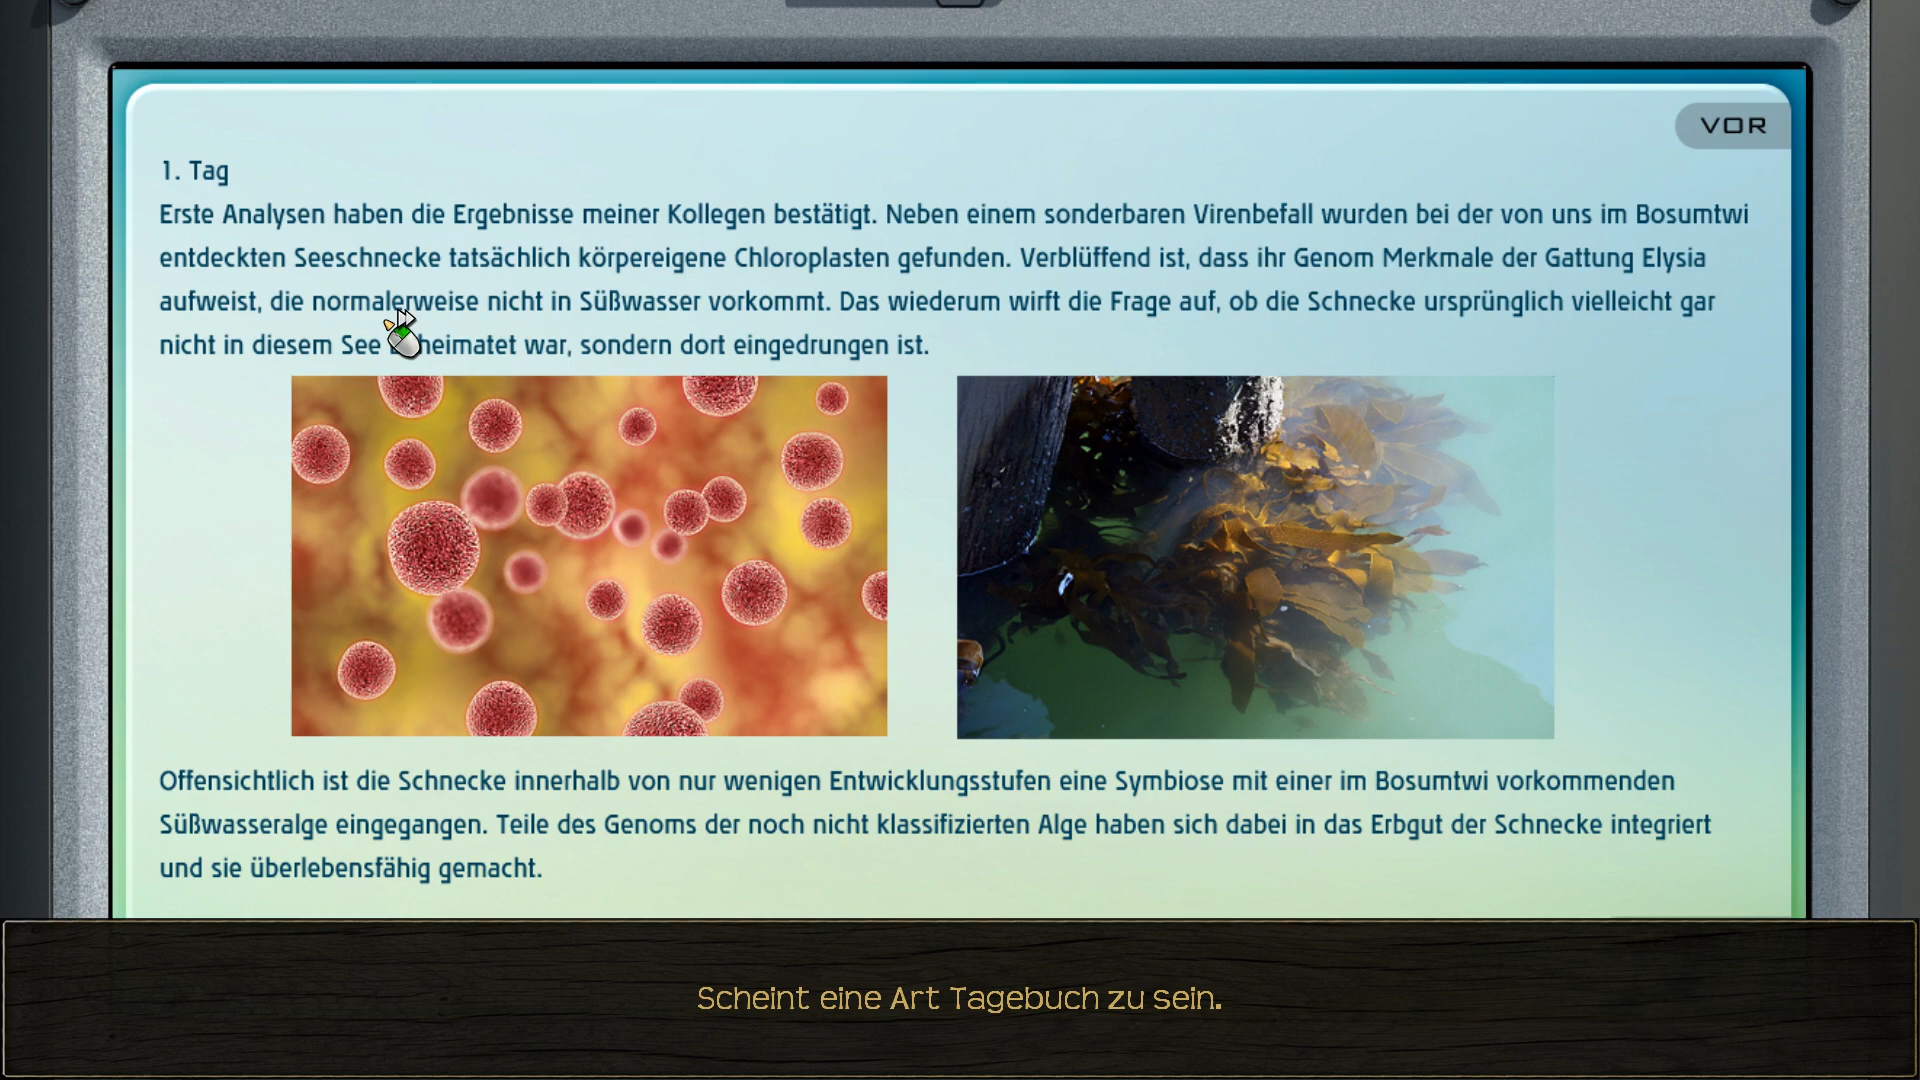 VOR
1. Tag
Erste Analysen haben die Ergebnisse meiner Kollegen bestätigt. Neben einem sonderbaren Virenbefall wurden bei der von uns im Bosumtwi
entdeckten Seeschnecke tatsächlich körpereigene Chloroplasten gefunden. Verblüffend ist, dass ihr Genom Merkmale der Gattung Elysia
aufweist, die normalerweise nicht in Süßwasser vorkommt. Das wiederum wirft die Frage auf, ob die Schnecke ursprünglich vielleicht gar
nicht in diesem See beheimatet war, sondern dort eingedrungen ist.
Offensichtlich ist die Schnecke innerhalb von nur wenigen Entwicklungsstufen eine Symbiose mit einer im Bosumtwi vorkommenden
Süßwasseralge eingegangen. Teile des Genoms der noch nicht klassifizierten Alge haben sich dabei in das Erbgut der Schnecke integriert
und sie überlebensfähig gemacht.
Scheint eine Art Tagebuch zu sein.